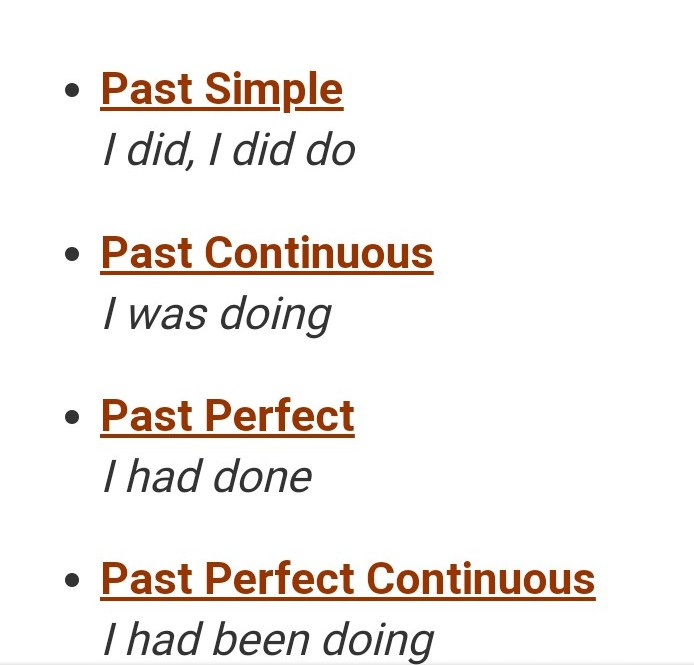 Past Simple
I did, I did do
Past Continuous
I was doing
Past Perfect
I had done
Past Perfect Continuous
I had been doing